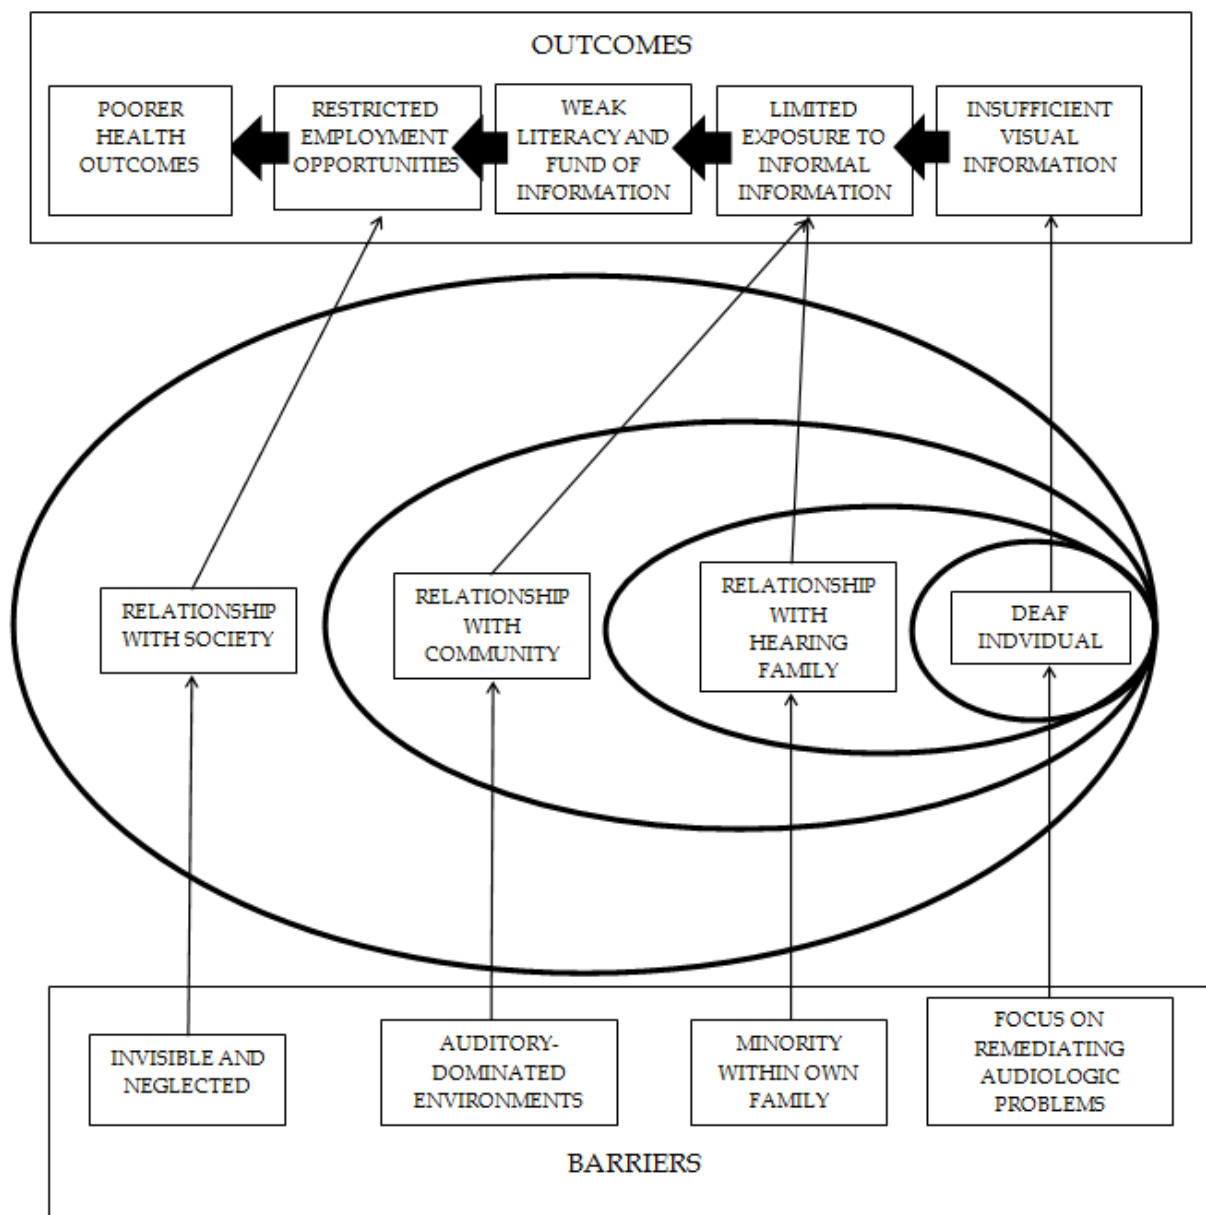 OUTCOMES
POORER
HEALTH
OUTCOMES
RESTRICTED
EMPLOYMENT
OPPORTUNITIES
WEAK
LITERACY AND
FUND OF
INFORMATION
LIMITED
EXPOSURE TO
INFORMAL
INFORMATION
INSUFFICIENT
VISUAL
INFORMATION
RELATIONSHIP
WITH SOCIETY
RELATIONSHIP
WITH
COMMUNITY
RELATIONSHIP
WITH
HEARING
FAMILY
DEAF
INDVIDUAL
INVISIBLE AND
NEGLECTED
AUDITORY-
DOMINATED
ENVIRONMENTS
MINORITY
WITHIN OWN
FAMILY
FOCUS ON
REMEDIATING
AUDIOLOGIC
PROBLEMS
BARRIERS